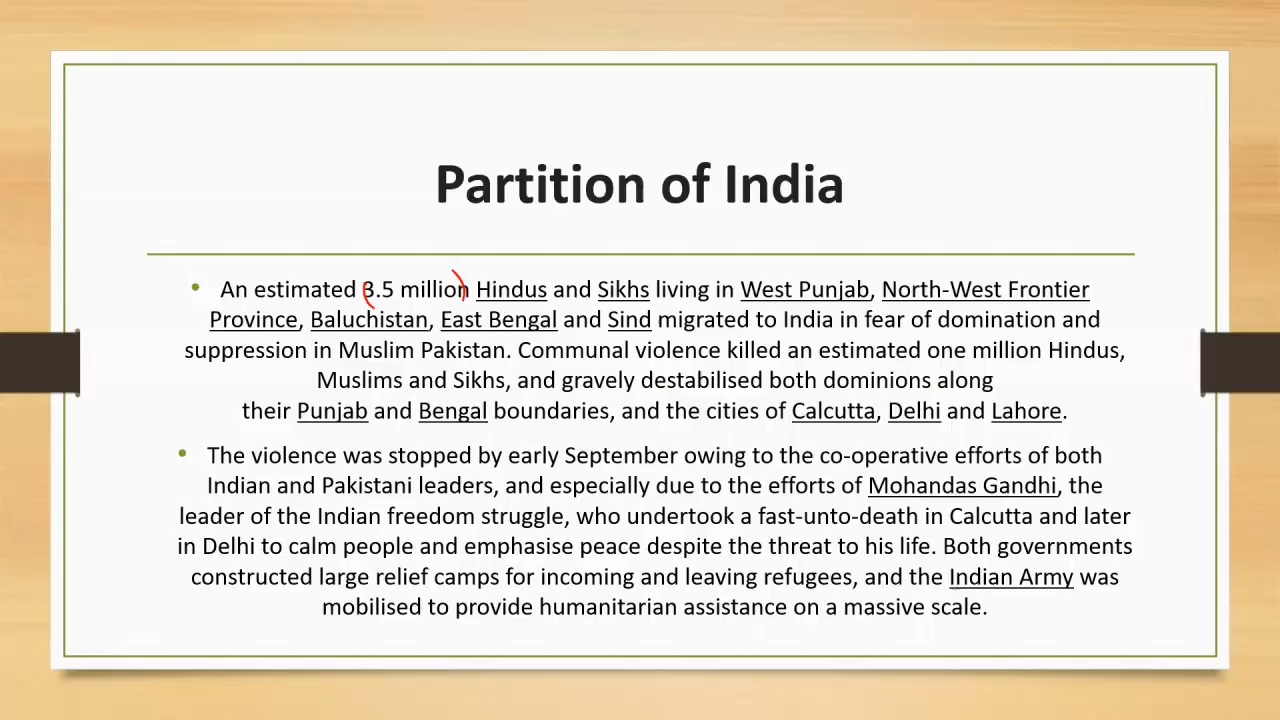 Partition of India
• An estimated 3.5 million Hindus and Sikhs living in West Punjab, North-West Frontier
Province, Baluchistan, East Bengal and Sind migrated to India in fear of domination and
suppression in Muslim Pakistan. Communal violence killed an estimated one million Hindus,
Muslims and Sikhs, and gravely destabilised both dominions along
their Punjab and Bengal boundaries, and the cities of Calcutta, Delhi and Lahore.
• The violence was stopped by early September owing to the co-operative efforts of both
Indian and Pakistani leaders, and especially due to the efforts of Mohandas Gandhi, the
leader of the Indian freedom struggle, who undertook a fast-unto-death in Calcutta and later
in Delhi to calm people and emphasise peace despite the threat to his life. Both governments
constructed large relief camps for incoming and leaving refugees, and the Indian Army was
mobilised to provide humanitarian assistance on a massive scale.